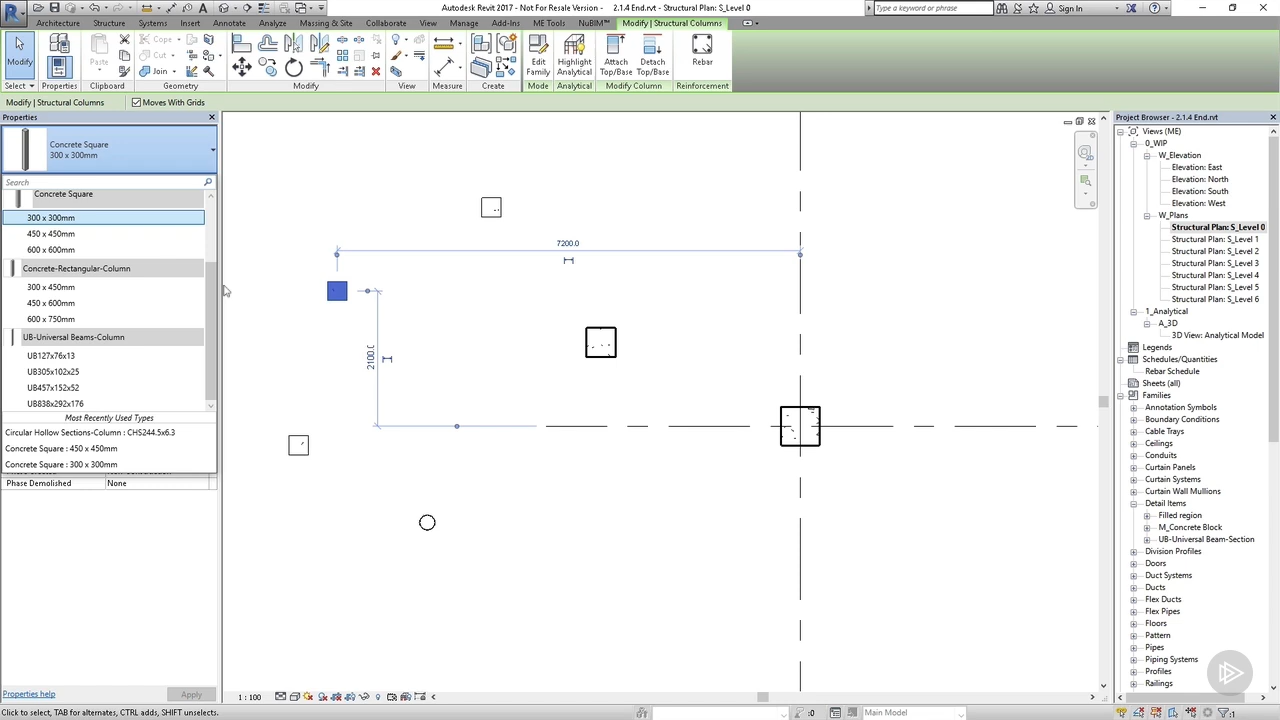 Autodesk Revit 2017 - Not For Resale Version - 2.1.4 End.rvt - Structural Plan: S_Level 0
Type a keyword or phrase
Sign In
Architecture Structure Systems Insert Annotate Analyze Massing & Site Collaborate View Manage Add-Ins ME Tools NuBIM™ Modify | Structural Columns
Modify
Paste
Cope
Cut
Join
Edit Family
Highlight Analytical
Attach Top/Base
Detach Top/Base
Rebar
Select Properties Clipboard Geometry Modify View Measure Create Mode Analytical Modify Column Reinforcement
Modify | Structural Columns Moves With Grids
Properties
Concrete Square
300 x 300mm
Search
Concrete Square
300 x 300mm
450 x 450mm
600 x 600mm
Concrete-Rectangular-Column
300 x 450mm
450 x 600mm
600 x 750mm
UB-Universal Beams-Column
UB127x76x13
UB305x102x25
UB457x152x52
UB838x292x176
Most Recently Used Types
Circular Hollow Sections-Column : CHS244.5x6.3
Concrete Square : 450 x 450mm
Concrete Square : 300 x 300mm
Phase Demolished None
Properties help Apply
7200.0
2100.0
1 : 100
Project Browser - 2.1.4 End.rvt
Views (ME)
0_WIP
W_Elevation
Elevation: East
Elevation: North
Elevation: South
Elevation: West
W_Plans
Structural Plan: S_Level 0
Structural Plan: S_Level 1
Structural Plan: S_Level 2
Structural Plan: S_Level 3
Structural Plan: S_Level 4
Structural Plan: S_Level 5
Structural Plan: S_Level 6
1_Analytical
A_3D
3D View: Analytical Model
Legends
Schedules/Quantities
Rebar Schedule
Sheets (all)
Families
Annotation Symbols
Boundary Conditions
Cable Trays
Ceilings
Conduits
Curtain Panels
Curtain Systems
Curtain Wall Mullions
Detail Items
Filled region
M_Concrete Block
UB-Universal Beam-Section
Division Profiles
Doors
Duct Systems
Ducts
Flex Ducts
Flex Pipes
Floors
Pattern
Pipes
Piping Systems
Profiles
Railings
Click to select, TAB for alternates, CTRL adds, SHIFT unselects.
:0
Main Model
:1